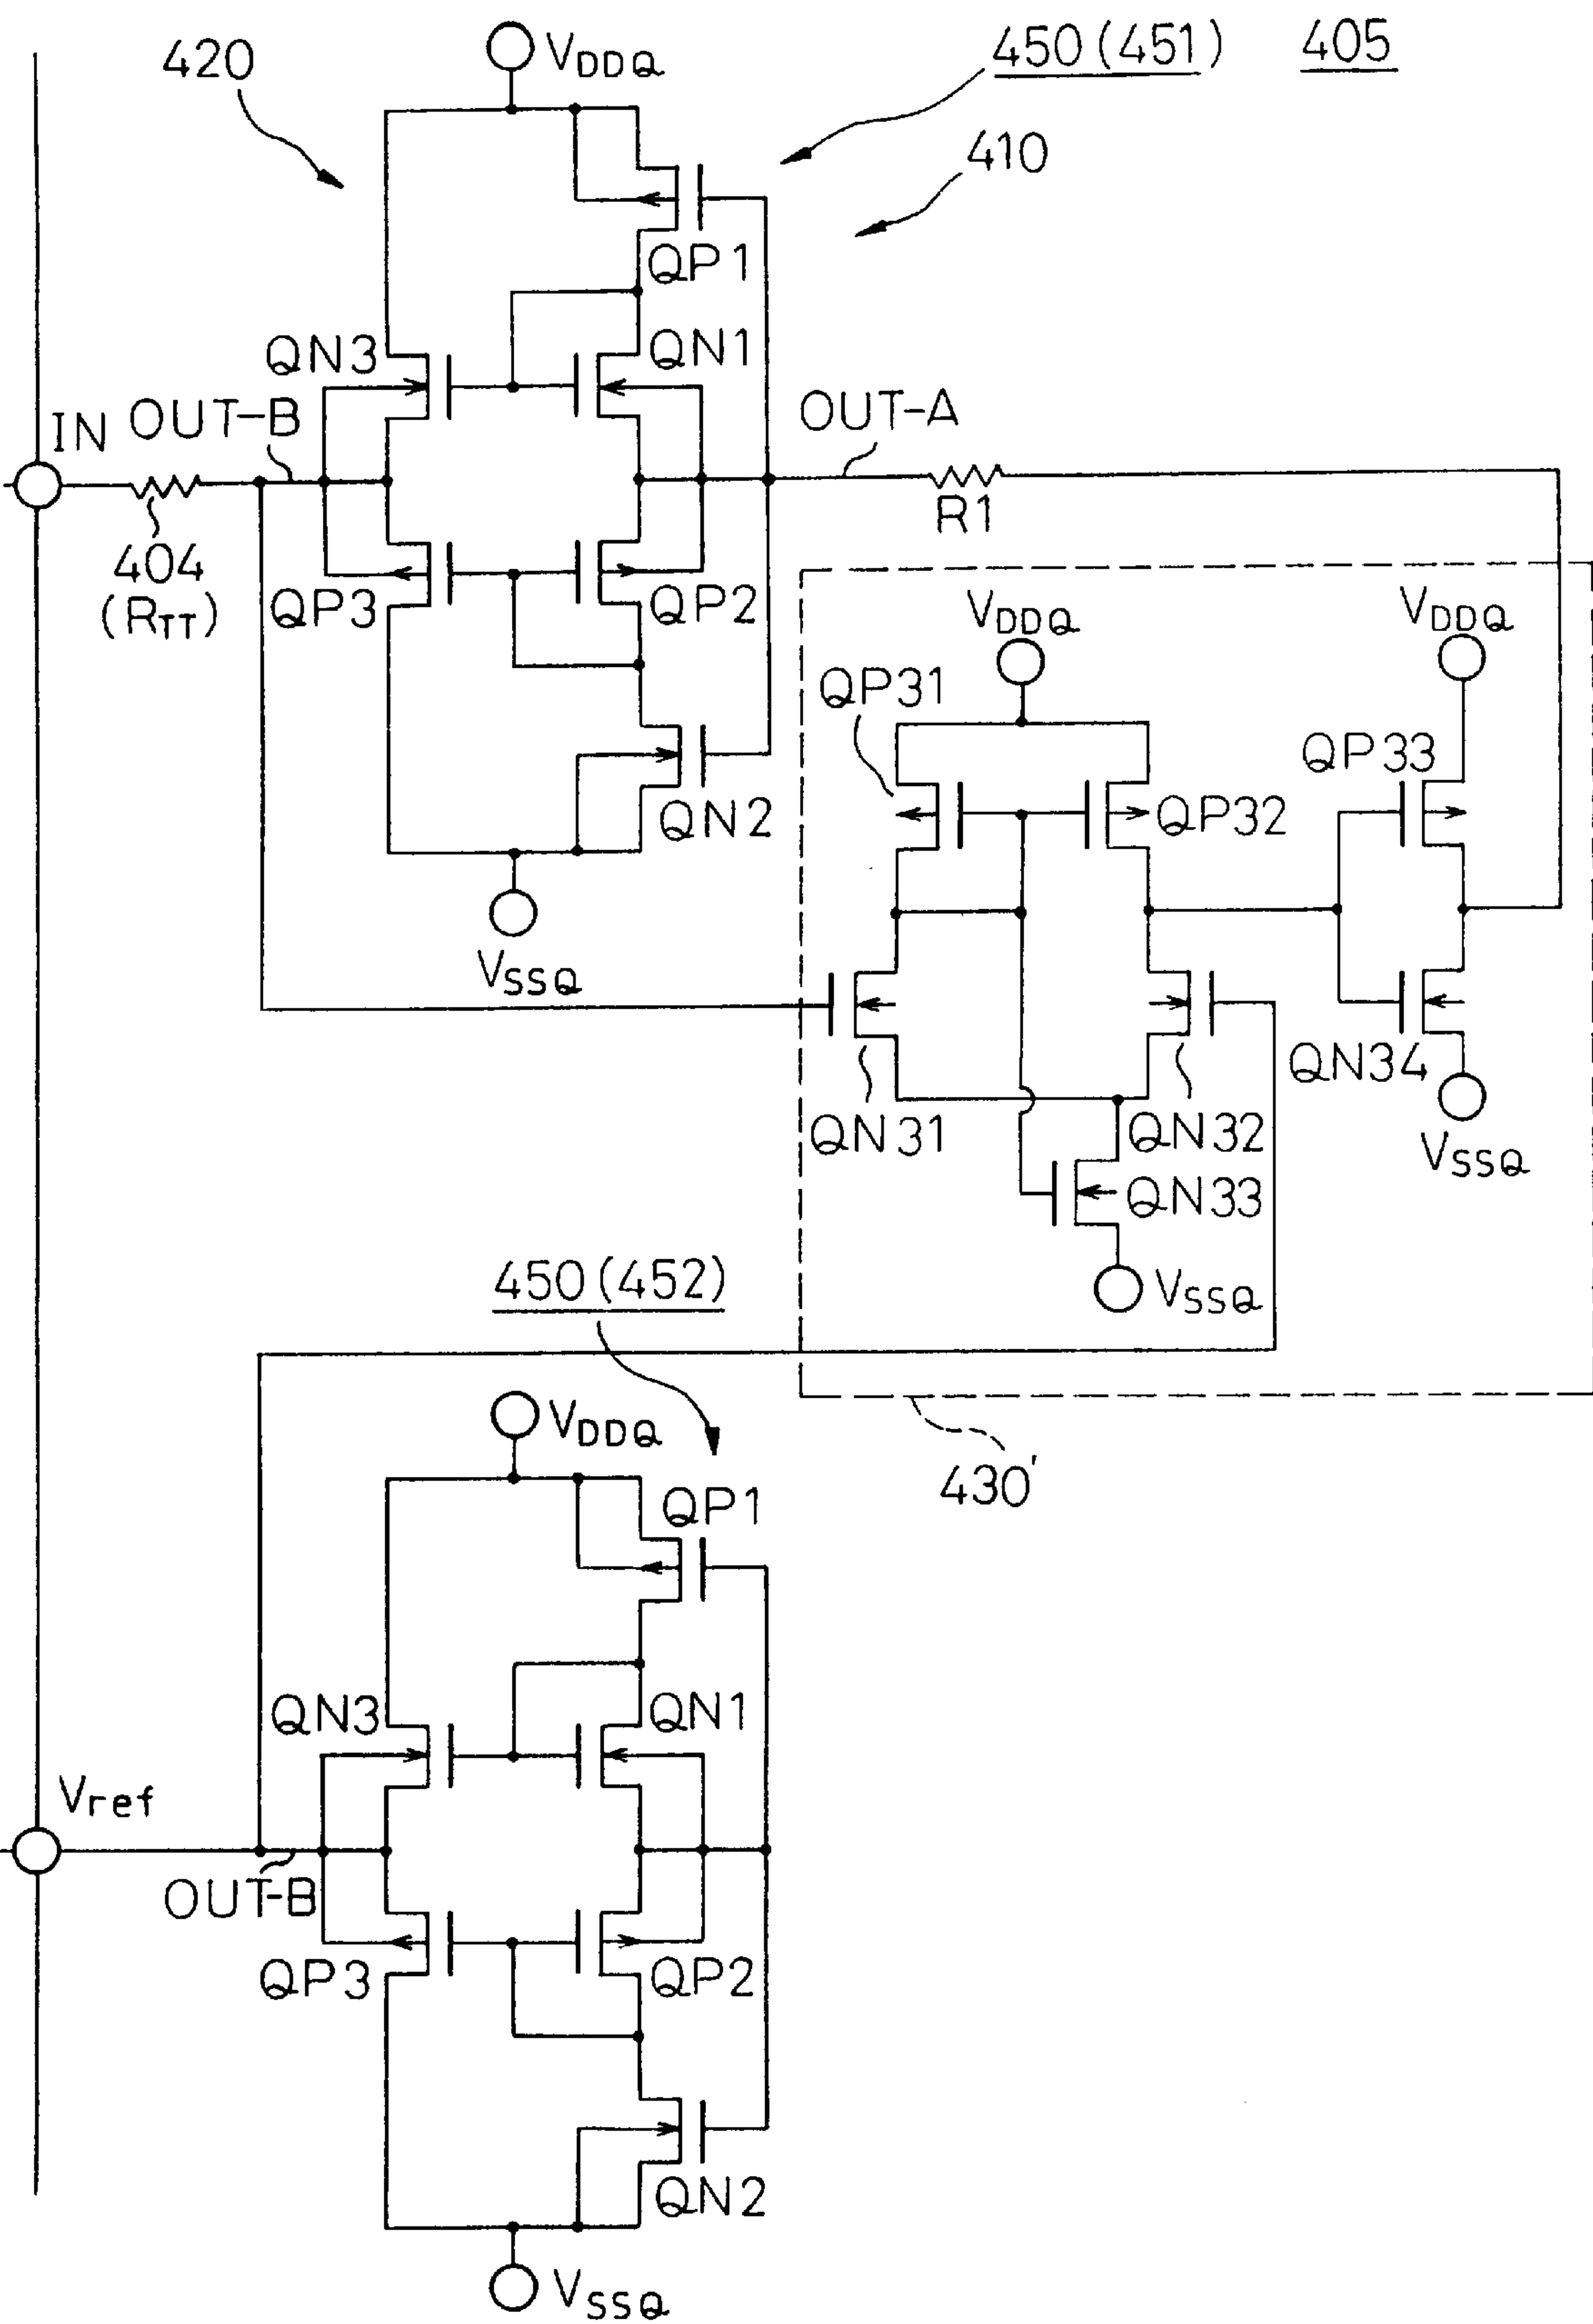 420
VDDQ
450 (451)
405
410
QP1
QN3
QN1
IN
OUT-B
OUT-A
R1
404
(RTT)
QP3
QP2
VDDQ
VDDQ
QP31
QP33
QP32
QN2
VSSQ
QN34
QN31
QN32
VSSQ
QN33
450 (452)
VSSQ
VDDQ
430'
QP1
QN3
QN1
Vref
OUT-B
QP3
QP2
QN2
VSSQ